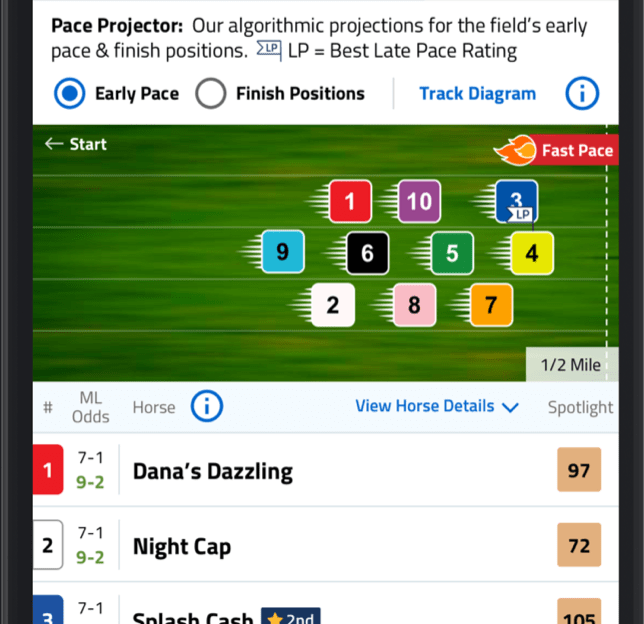 Pace Projector: Our algorithmic projections for the field's early
pace & finish positions. ΣLP LP = Best Late Pace Rating
Early Pace Finish Positions Track Diagram i
← Start
Fast Pace
1 10 3
LP
9 6 5 4
2 8 7
1/2 Mile
# ML Odds Horse i View Horse Details Spotlight
1 7-1 9-2 Dana's Dazzling 97
2 7-1 9-2 Night Cap 72
3 7-1 Splash Cash 2nd 105